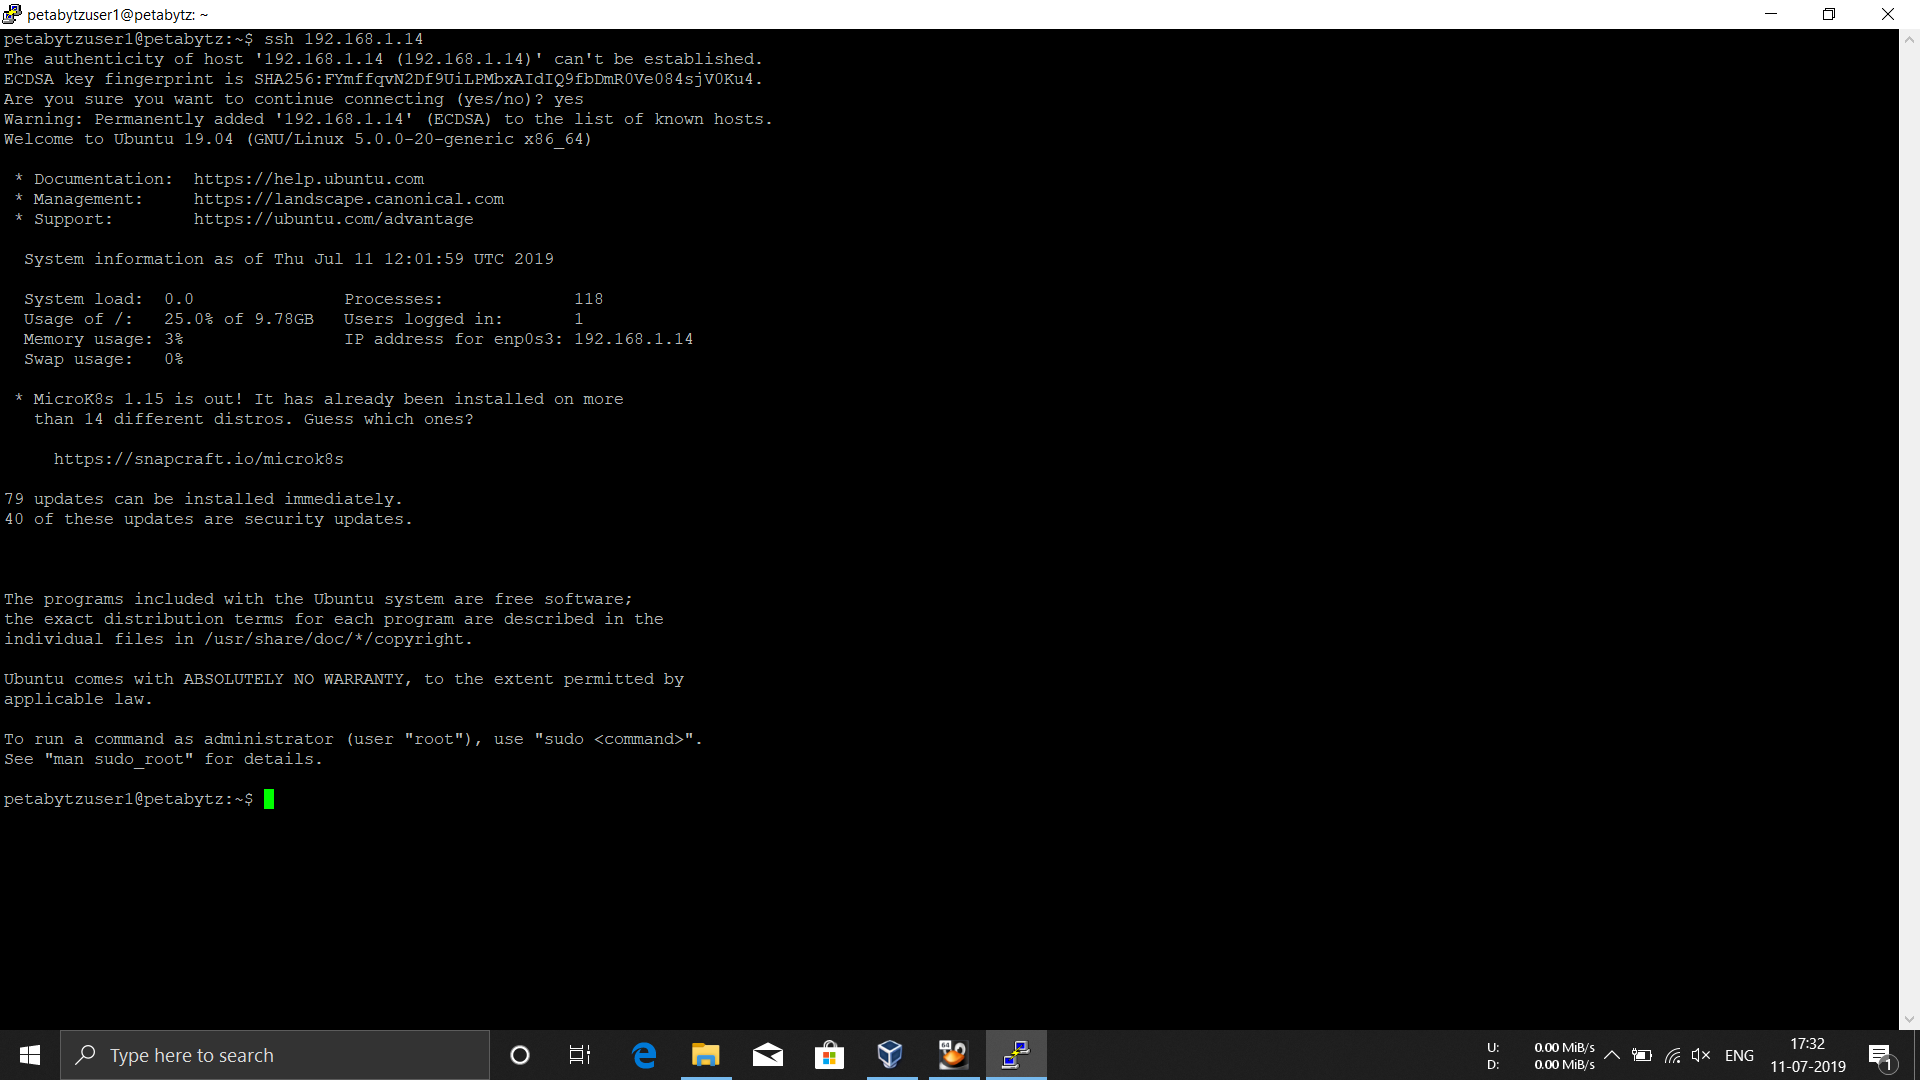 petabytzuser1@petabytz: ~
petabytzuser1@petabytz:~$ ssh 192.168.1.14
The authenticity of host '192.168.1.14 (192.168.1.14)' can't be established.
ECDSA key fingerprint is SHA256:FYmffqvN2Df9UiLPMbxAIdIQ9fbDmR0Ve084sjV0Ku4.
Are you sure you want to continue connecting (yes/no)? yes
Warning: Permanently added '192.168.1.14' (ECDSA) to the list of known hosts.
Welcome to Ubuntu 19.04 (GNU/Linux 5.0.0-20-generic x86_64)
* Documentation:  https://help.ubuntu.com
* Management:     https://landscape.canonical.com
* Support:        https://ubuntu.com/advantage
System information as of Thu Jul 11 12:01:59 UTC 2019
System load:  0.0               Processes:             118
Usage of /:   25.0% of 9.78GB   Users logged in:       1
Memory usage: 3%                IP address for enp0s3: 192.168.1.14
Swap usage:   0%
* MicroK8s 1.15 is out! It has already been installed on more
than 14 different distros. Guess which ones?
https://snapcraft.io/microk8s
79 updates can be installed immediately.
40 of these updates are security updates.
The programs included with the Ubuntu system are free software;
the exact distribution terms for each program are described in the
individual files in /usr/share/doc/*/copyright.
Ubuntu comes with ABSOLUTELY NO WARRANTY, to the extent permitted by
applicable law.
To run a command as administrator (user "root"), use "sudo <command>".
See "man sudo_root" for details.
petabytzuser1@petabytz:~$
Type here to search
64
U: 0.00 MiB/s
D: 0.00 MiB/s
ENG
17:32
11-07-2019
1